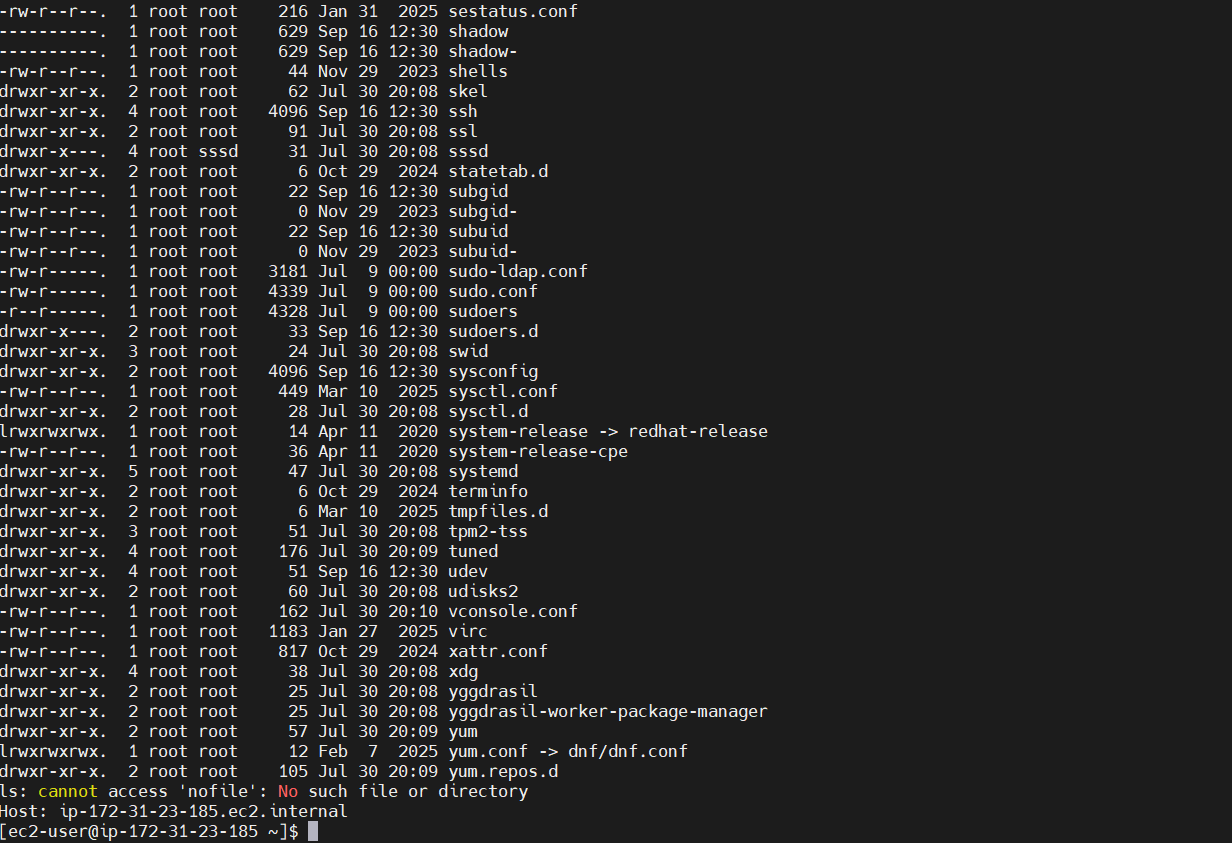 -rw-r--r--.  1 root root    216 Jan 31  2025 sestatus.conf
----------.  1 root root    629 Sep 16 12:30 shadow
----------.  1 root root    629 Sep 16 12:30 shadow-
-rw-r--r--.  1 root root     44 Nov 29  2023 shells
drwxr-xr-x.  2 root root     62 Jul 30 20:08 skel
drwxr-xr-x.  4 root root   4096 Sep 16 12:30 ssh
drwxr-xr-x.  2 root root     91 Jul 30 20:08 ssl
drwxr-x---.  4 root sssd     31 Jul 30 20:08 sssd
drwxr-xr-x.  2 root root      6 Oct 29  2024 statetab.d
-rw-r--r--.  1 root root     22 Sep 16 12:30 subgid
-rw-r--r--.  1 root root      0 Nov 29  2023 subgid-
-rw-r--r--.  1 root root     22 Sep 16 12:30 subuid
-rw-r--r--.  1 root root      0 Nov 29  2023 subuid-
-rw-r-----.  1 root root   3181 Jul  9 00:00 sudo-ldap.conf
-rw-r-----.  1 root root   4339 Jul  9 00:00 sudo.conf
-r--r-----.  1 root root   4328 Jul  9 00:00 sudoers
drwxr-x---.  2 root root     33 Sep 16 12:30 sudoers.d
drwxr-xr-x.  3 root root     24 Jul 30 20:08 swid
drwxr-xr-x.  2 root root   4096 Sep 16 12:30 sysconfig
-rw-r--r--.  1 root root    449 Mar 10  2025 sysctl.conf
drwxr-xr-x.  2 root root     28 Jul 30 20:08 sysctl.d
lrwxrwxrwx.  1 root root     14 Apr 11  2020 system-release -> redhat-release
-rw-r--r--.  1 root root     36 Apr 11  2020 system-release-cpe
drwxr-xr-x.  5 root root     47 Jul 30 20:08 systemd
drwxr-xr-x.  2 root root      6 Oct 29  2024 terminfo
drwxr-xr-x.  2 root root      6 Mar 10  2025 tmpfiles.d
drwxr-xr-x.  3 root root     51 Jul 30 20:08 tpm2-tss
drwxr-xr-x.  4 root root    176 Jul 30 20:09 tuned
drwxr-xr-x.  4 root root     51 Sep 16 12:30 udev
drwxr-xr-x.  2 root root     60 Jul 30 20:08 udisks2
-rw-r--r--.  1 root root    162 Jul 30 20:10 vconsole.conf
-rw-r--r--.  1 root root   1183 Jan 27  2025 virc
-rw-r--r--.  1 root root    817 Oct 29  2024 xattr.conf
drwxr-xr-x.  4 root root     38 Jul 30 20:08 xdg
drwxr-xr-x.  2 root root     25 Jul 30 20:08 yggdrasil
drwxr-xr-x.  2 root root     25 Jul 30 20:08 yggdrasil-worker-package-manager
drwxr-xr-x.  2 root root     57 Jul 30 20:09 yum
lrwxrwxrwx.  1 root root     12 Feb  7  2025 yum.conf -> dnf/dnf.conf
drwxr-xr-x.  2 root root    105 Jul 30 20:09 yum.repos.d
ls: cannot access 'nofile': No such file or directory
Host: ip-172-31-23-185.ec2.internal
[ec2-user@ip-172-31-23-185 ~]$